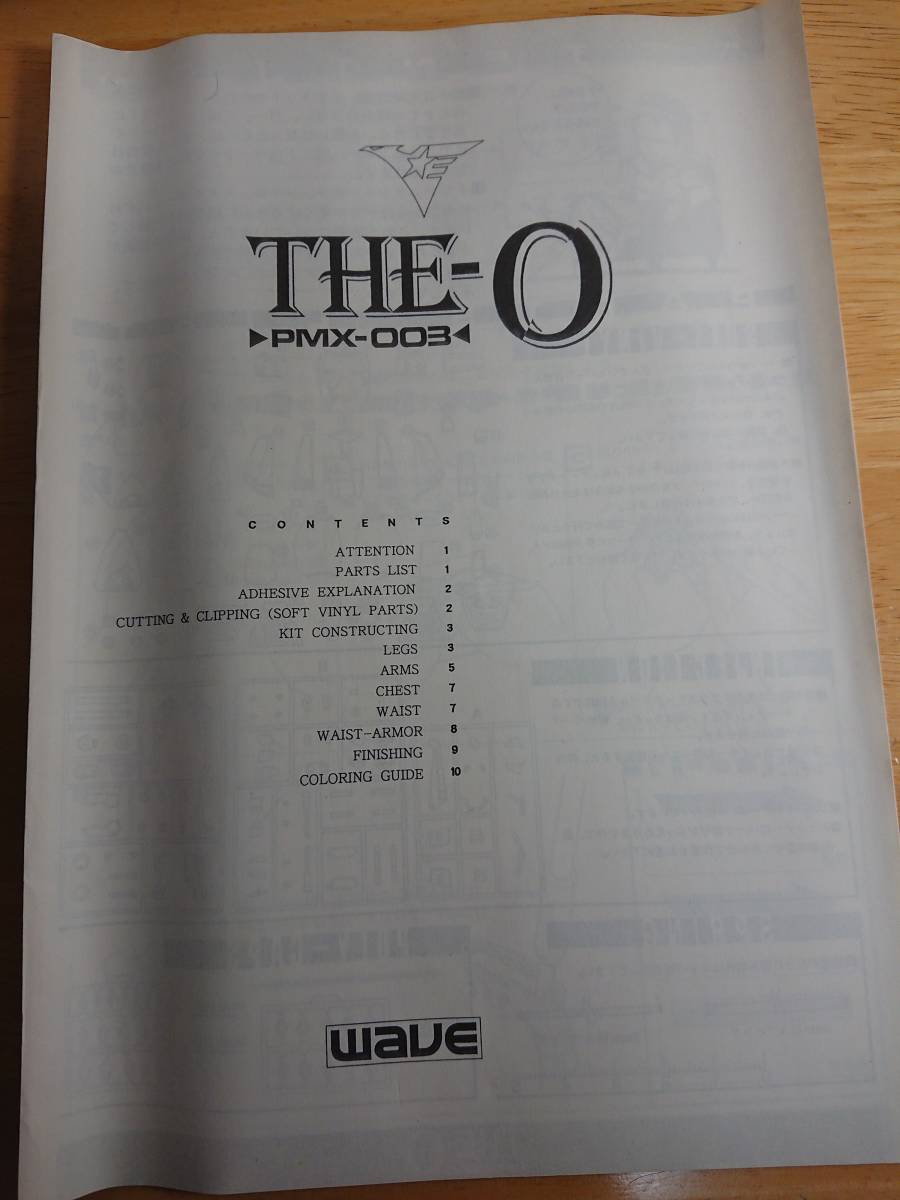 E
THE-O
▶PMX-003◀
CONTENTS
ATTENTION 1
PARTS LIST 1
ADHESIVE EXPLANATION 2
CUTTING & CLIPPING (SOFT VINYL PARTS) 2
KIT CONSTRUCTING 3
LEGS 3
ARMS 5
CHEST 7
WAIST 7
WAIST-ARMOR 8
FINISHING 9
COLORING GUIDE 10
WAVE